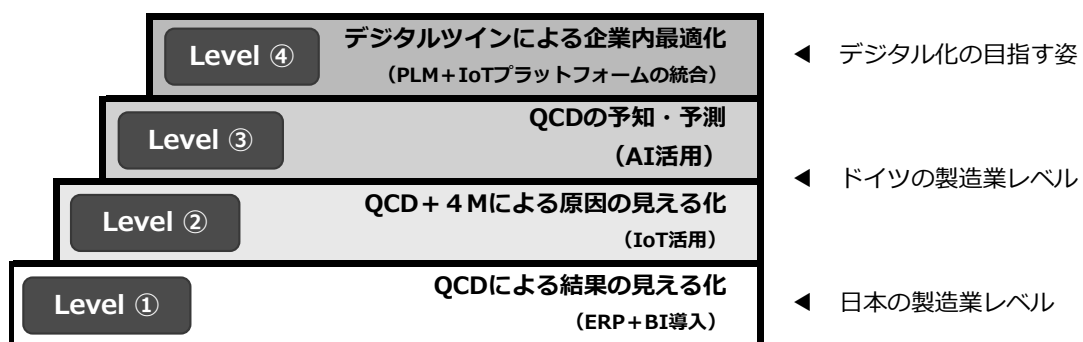 Level ④
デジタルツインによる企業内最適化
（PLM＋IoTプラットフォームの統合）
◀ デジタル化の目指す姿
Level ③
QCDの予知・予測
（AI活用）
◀ ドイツの製造業レベル
Level ②
QCD＋４Mによる原因の見える化
（IoT活用）
Level ①
QCDによる結果の見える化
（ERP＋BI導入）
◀ 日本の製造業レベル